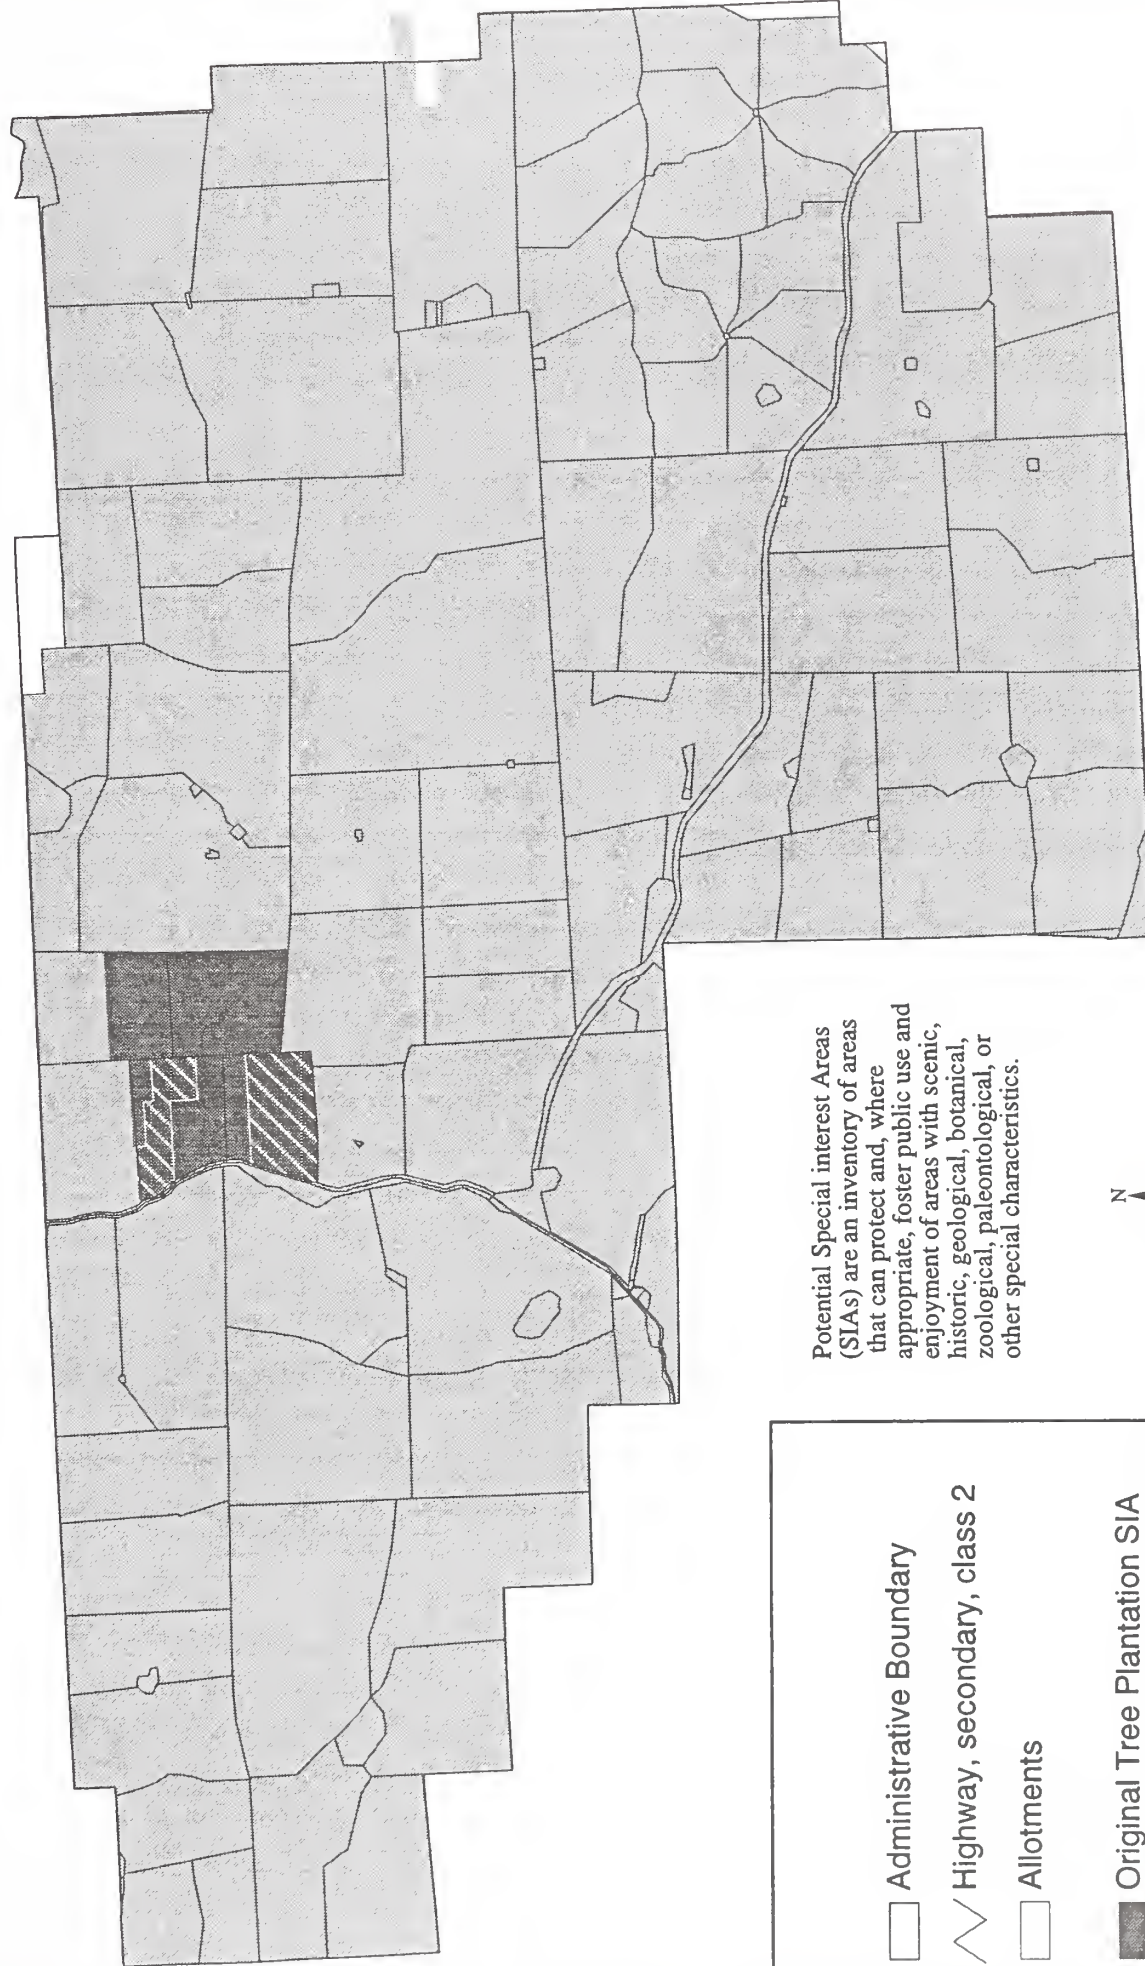 Potential Special interest Areas
(SIAs) are an inventory of areas
that can protect and, where
appropriate, foster public use and
enjoyment of areas with scenic,
historic, geological, botanical,
zoological, paleontological, or
other special characteristics.
N
Administrative Boundary
Highway, secondary, class 2
Allotments
Original Tree Plantation SIA